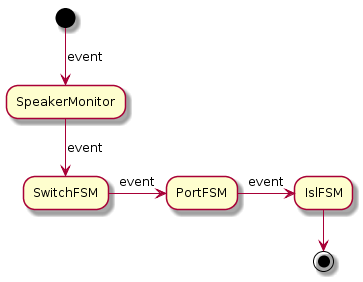 event
SpeakerMonitor
event
SwitchFSM
event
PortFSM
event
IslFSM